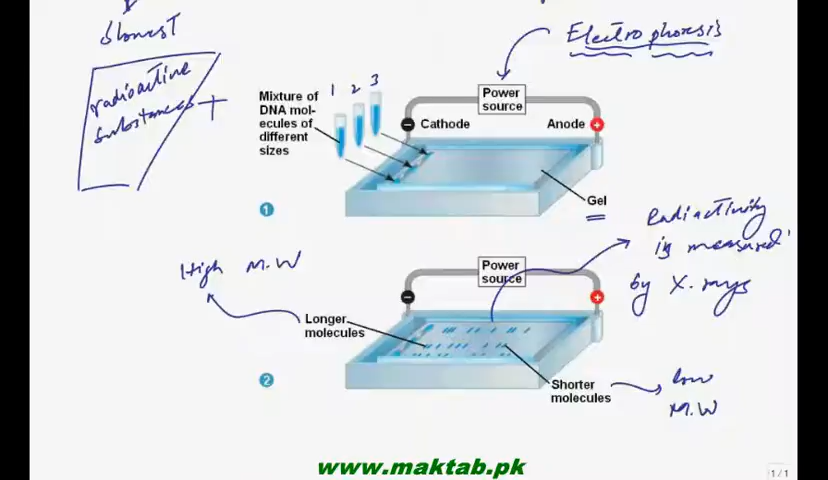 slowest
Electrophoresis
radioactive
substances +
1 2 3
Power
source
Mixture of
DNA mol-
ecules of
different
sizes
Cathode
Anode
Gel
1
Radiactivity
is measured
by X-rays
High M.W
Power
source
Longer
molecules
2
Shorter
molecules
low
M.W
www.maktab.pk
1/1